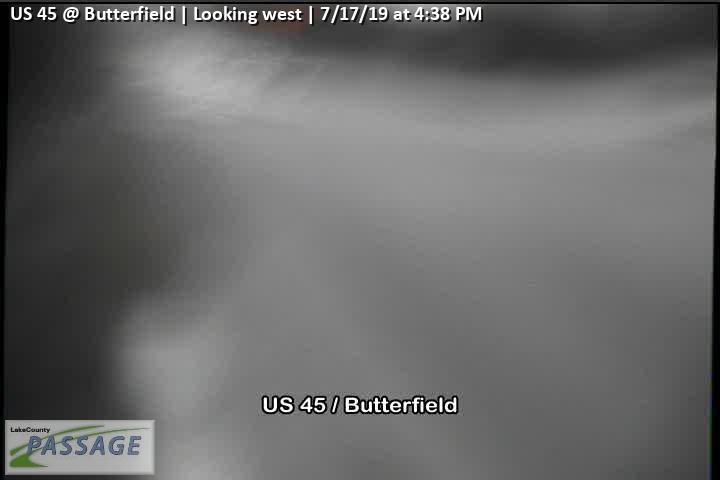 US 45 @ Butterfield | Looking west | 7/17/19 at 4:38 PM
US 45 / Butterfield
LakeCounty
PASSAGE